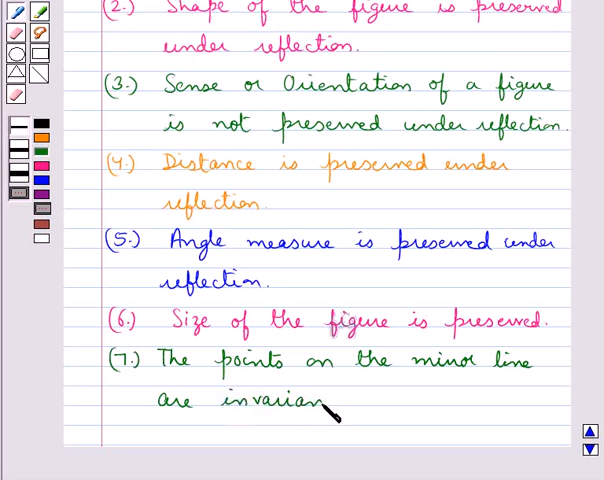 (2.) Shape of the figure is preserved
under reflection.
(3.) Sense or Orientation of a figure
is not preserved under reflection.
(4.) Distance is preserved under
reflection.
(5.) Angle measure is preserved under
reflection.
(6.) Size of the figure is preserved.
(7.) The points on the mirror line
are invarian